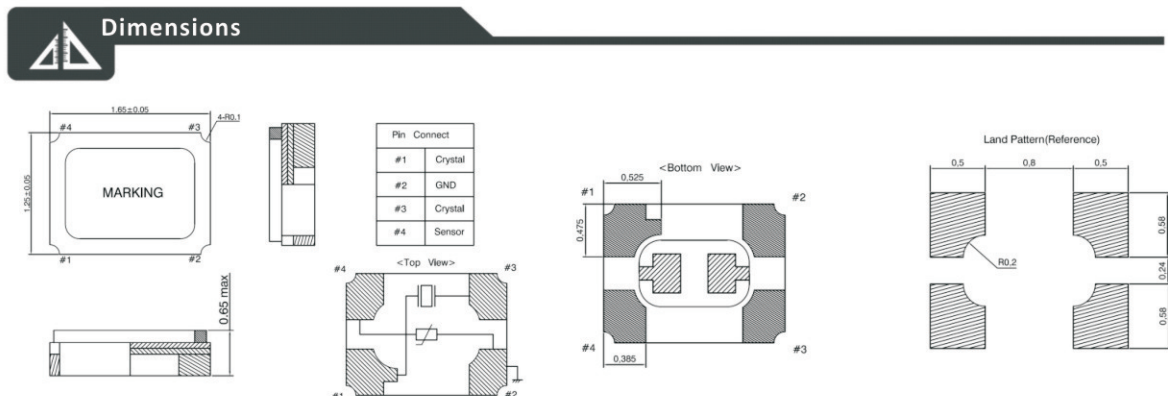 Dimensions
1.65±0.05
#4
#3
4-R0.1
1.25±0.05
MARKING
#1
#2
0.65 max
Pin Connect
#1 Crystal
#2 GND
#3 Crystal
#4 Sensor
<Top View>
#4
#3
#1
#2
<Bottom View>
0.525
#1
#2
0.475
#4
#3
0.385
Land Pattern(Reference)
0.5 0.8 0.5
0.58
R0.2
0.24
0.58